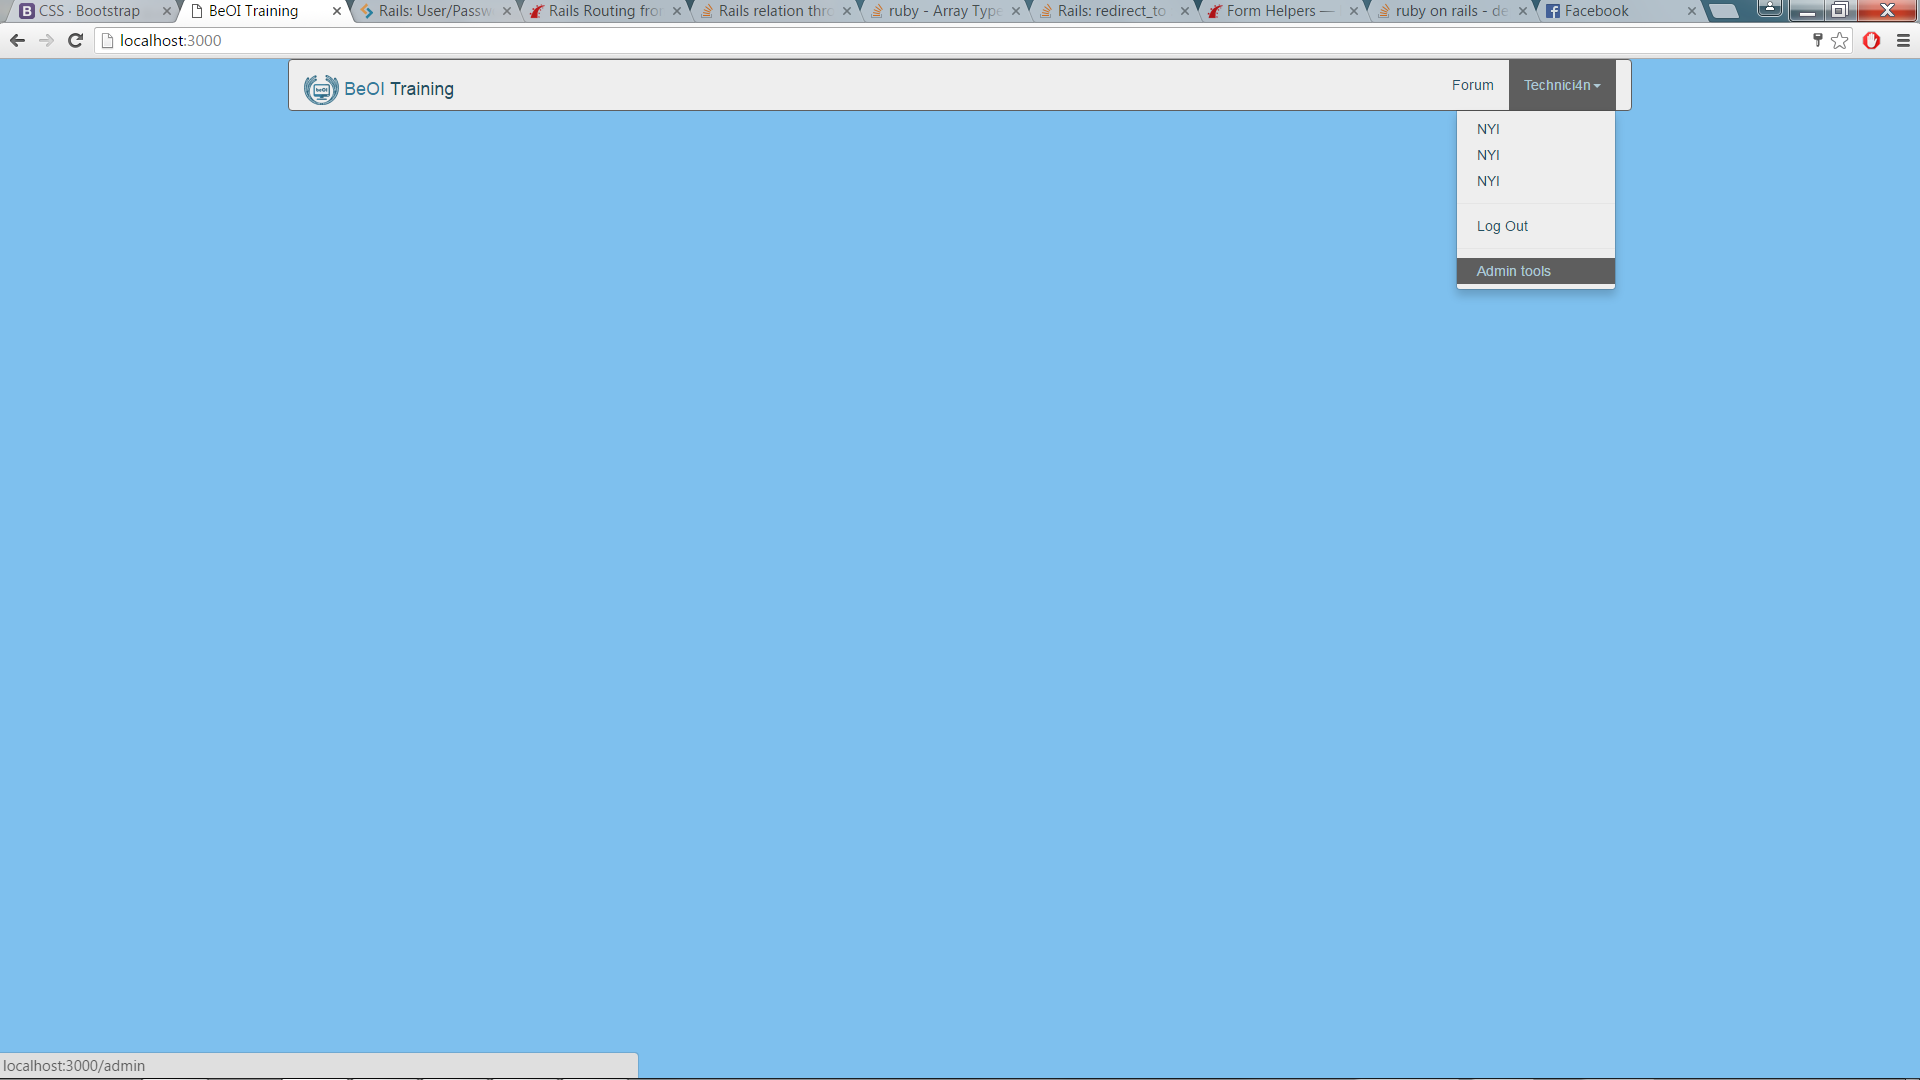 CSS · Bootstrap
BeOI Training
Rails: User/Passw
Rails Routing fro
Rails relation thro
ruby - Array Type
Rails: redirect_to
Form Helpers —
ruby on rails - de
Facebook
localhost:3000
BeOI Training
Forum
Technici4n
NYI
NYI
NYI
Log Out
Admin tools
localhost:3000/admin